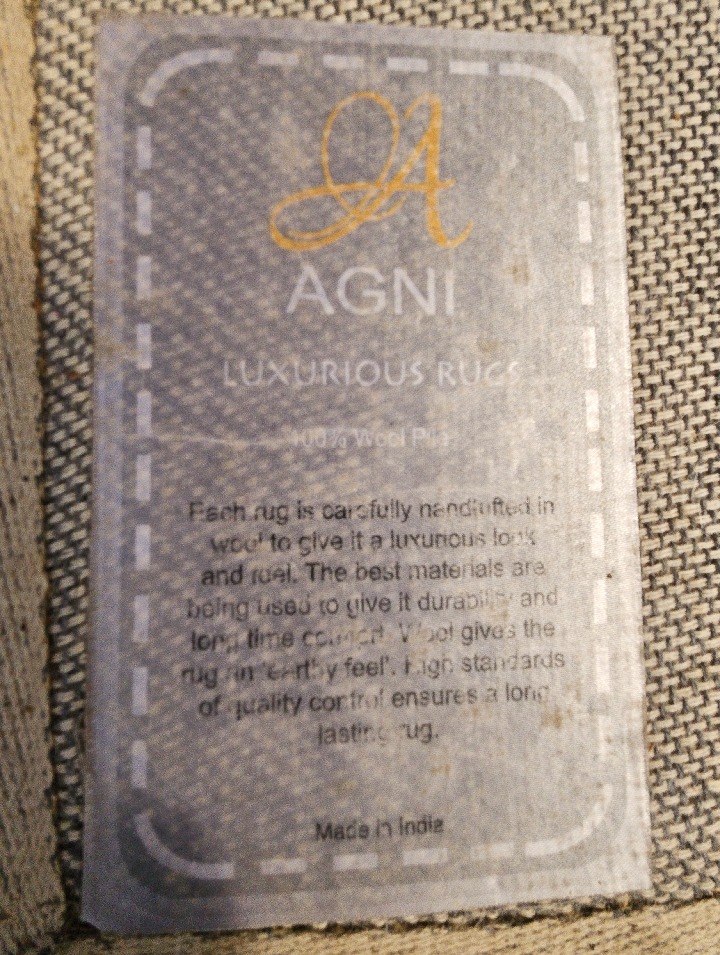 A
AGNI
LUXURIOUS RUGS
100% Wool Pile
Each rug is carefully handtufted in
wool to give it a luxurious look
and feel. The best materials are
being used to give it durability and
long time comfort. Wool gives the
rug an 'earthy feel'. High standards
of quality control ensures a long
lasting rug.
Made in India